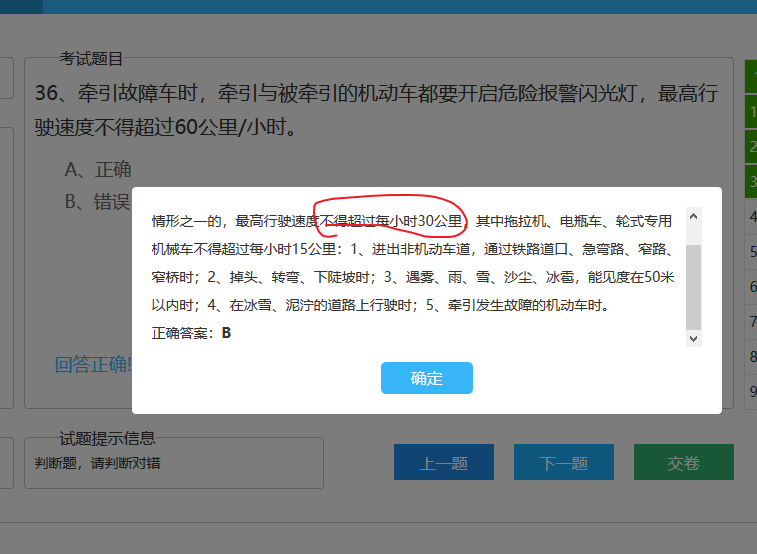 考试题目
36、牵引故障车时，牵引与被牵引的机动车都要开启危险报警闪光灯，最高行
驶速度不得超过60公里/小时。
A、正确
B、错误
情形之一的，最高行驶速度不得超过每小时30公里，其中拖拉机、电瓶车、轮式专用
机械车不得超过每小时15公里：1、进出非机动车道，通过铁路道口、急弯路、窄路、
窄桥时；2、掉头、转弯、下陡坡时；3、遇雾、雨、雪、沙尘、冰雹，能见度在50米
以内时；4、在冰雪、泥泞的道路上行驶时；5、牵引发生故障的机动车时。
正确答案：B
回答正确!
确定
试题提示信息
判断题，请判断对错
上一题
下一题
交卷
1
2
3
4
5
6
7
8
9